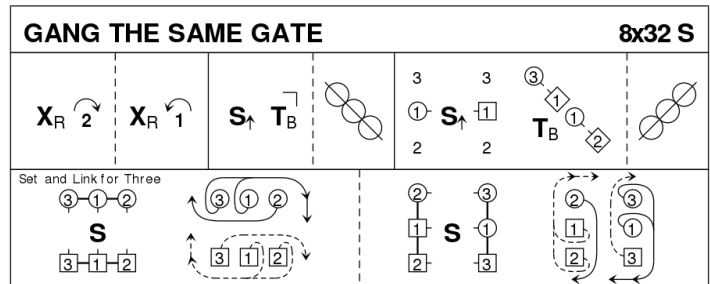 GANG THE SAME GATE 8x32 S
3 3
3
XR 2 XR 1 S TB 1 S 1 1
1
TB 2
2 2
Set and Link for Three
3 1 2 3 1 2 2 3 2 3
S 1 S 1 1 1
3 1 2 3 1 2 2 3 2 3